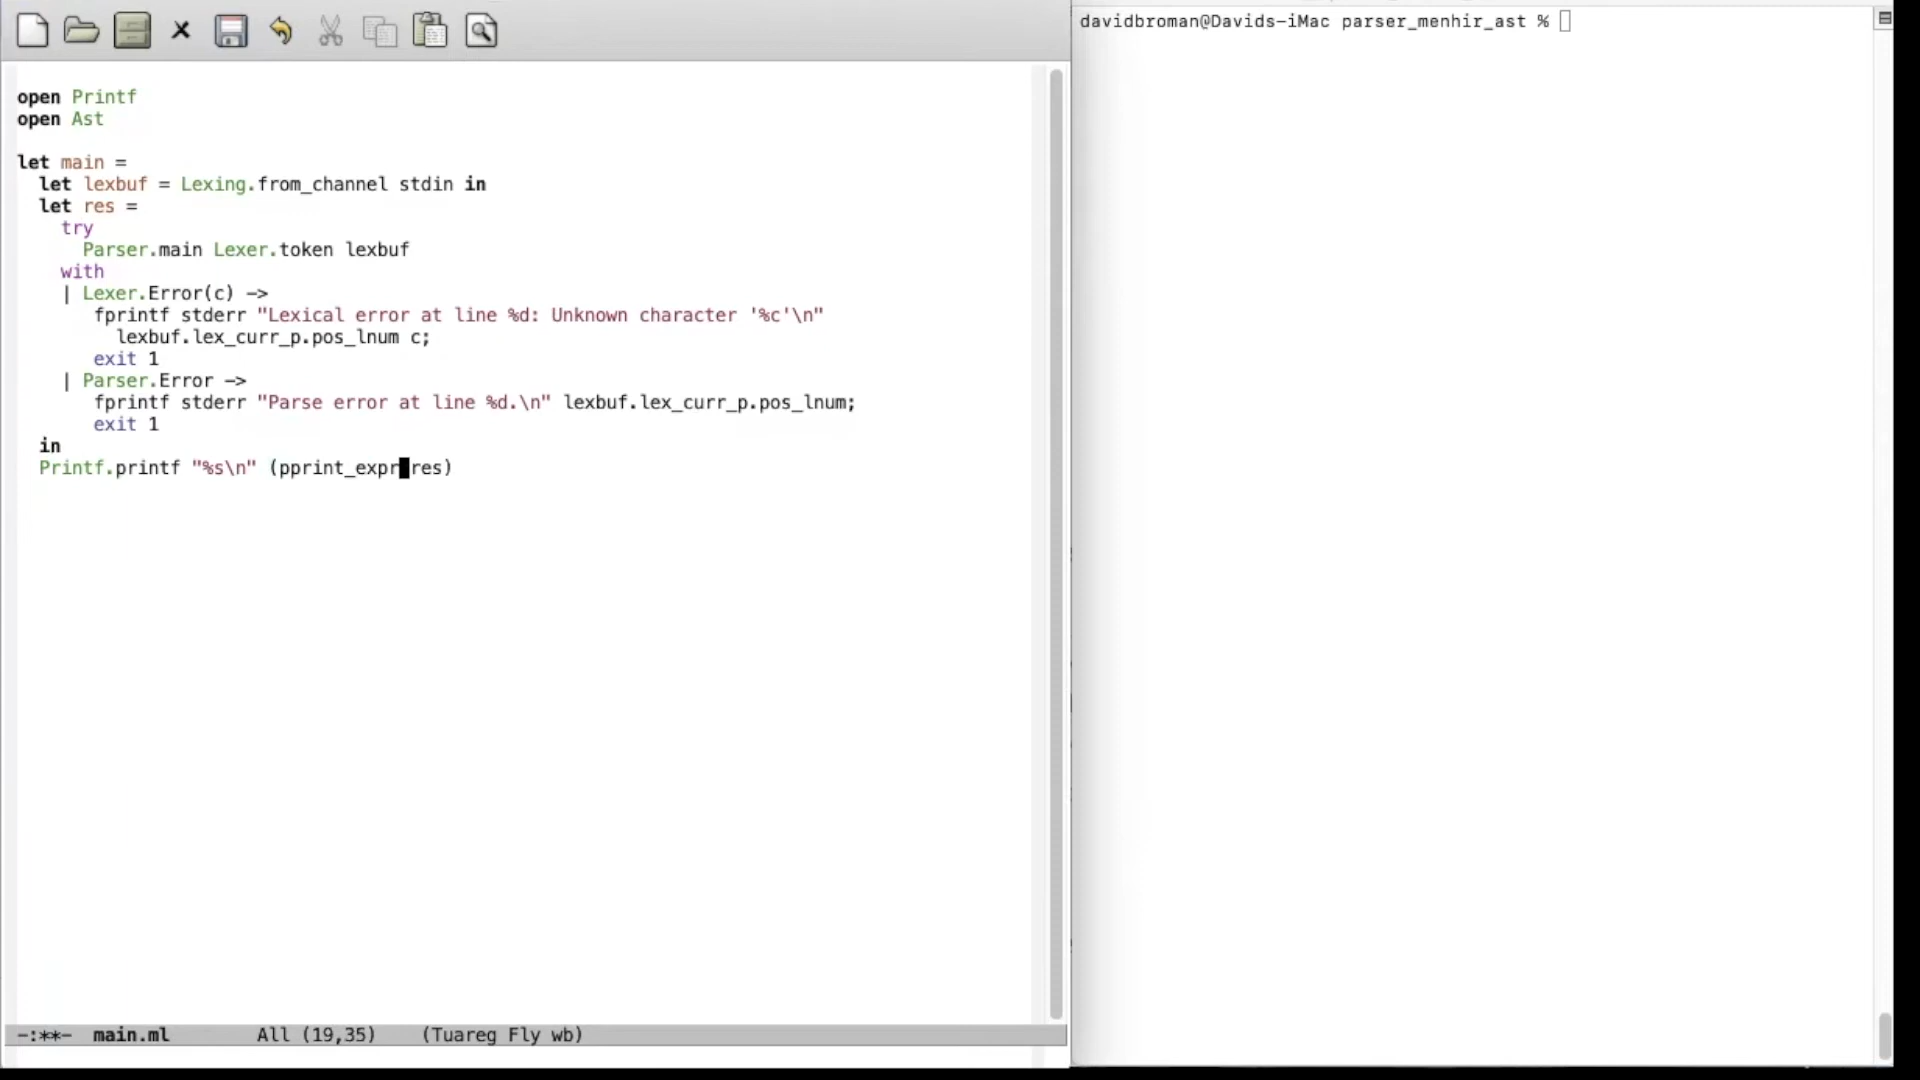 open Printf
open Ast
let main =
let lexbuf = Lexing.from_channel stdin in
let res =
try
Parser.main Lexer.token lexbuf
with
| Lexer.Error(c) ->
fprintf stderr "Lexical error at line %d: Unknown character '%c'\n"
lexbuf.lex_curr_p.pos_lnum c;
exit 1
| Parser.Error ->
fprintf stderr "Parse error at line %d.\n" lexbuf.lex_curr_p.pos_lnum;
exit 1
in
Printf.printf "%s\n" (pprint_expr res)
-:**- main.ml All (19,35) (Tuareg Fly wb)
davidbroman@Davids-iMac parser_menhir_ast %